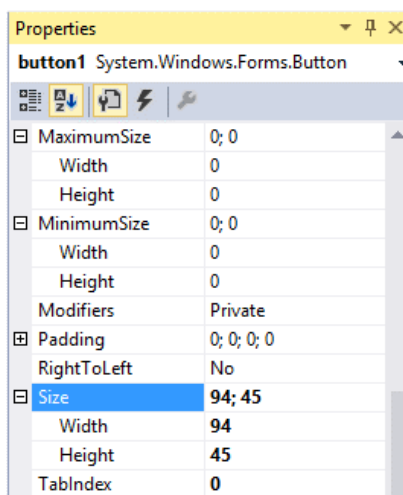 Properties
button1 System.Windows.Forms.Button
MaximumSize 0; 0
Width 0
Height 0
MinimumSize 0; 0
Width 0
Height 0
Modifiers Private
Padding 0; 0; 0; 0
RightToLeft No
Size 94; 45
Width 94
Height 45
TabIndex 0